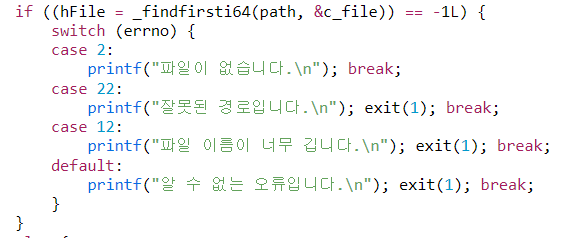 if ((hFile = _findfirsti64(path, &c_file)) == -1L) {
    switch (errno) {
    case 2:
        printf("파일이 없습니다.\n"); break;
    case 22:
        printf("잘못된 경로입니다.\n"); exit(1); break;
    case 12:
        printf("파일 이름이 너무 깁니다.\n"); exit(1); break;
    default:
        printf("알 수 없는 오류입니다.\n"); exit(1); break;
    }
}